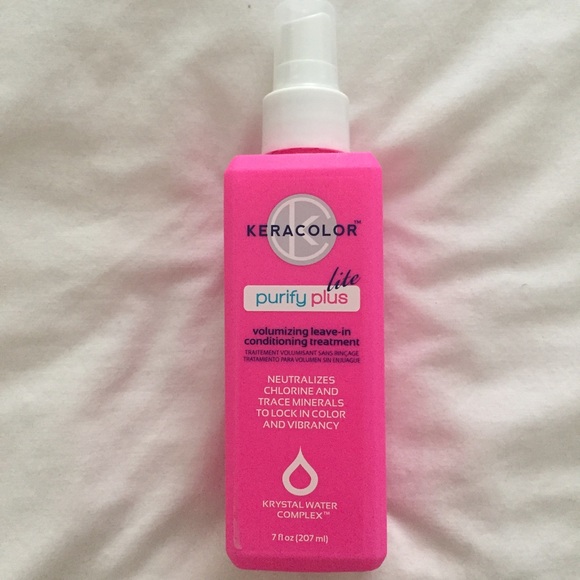 KERACOLOR™
lite
purify plus
volumizing leave-in
conditioning treatment
TRAITEMENT VOLUMISANT SANS RINÇAGE
TRATAMIENTO PARA VOLUMEN SIN ENJUAGUE
NEUTRALIZES
CHLORINE AND
TRACE MINERALS
TO LOCK IN COLOR
AND VIBRANCY
KRYSTAL WATER
COMPLEX™
7 fl oz (207 ml)